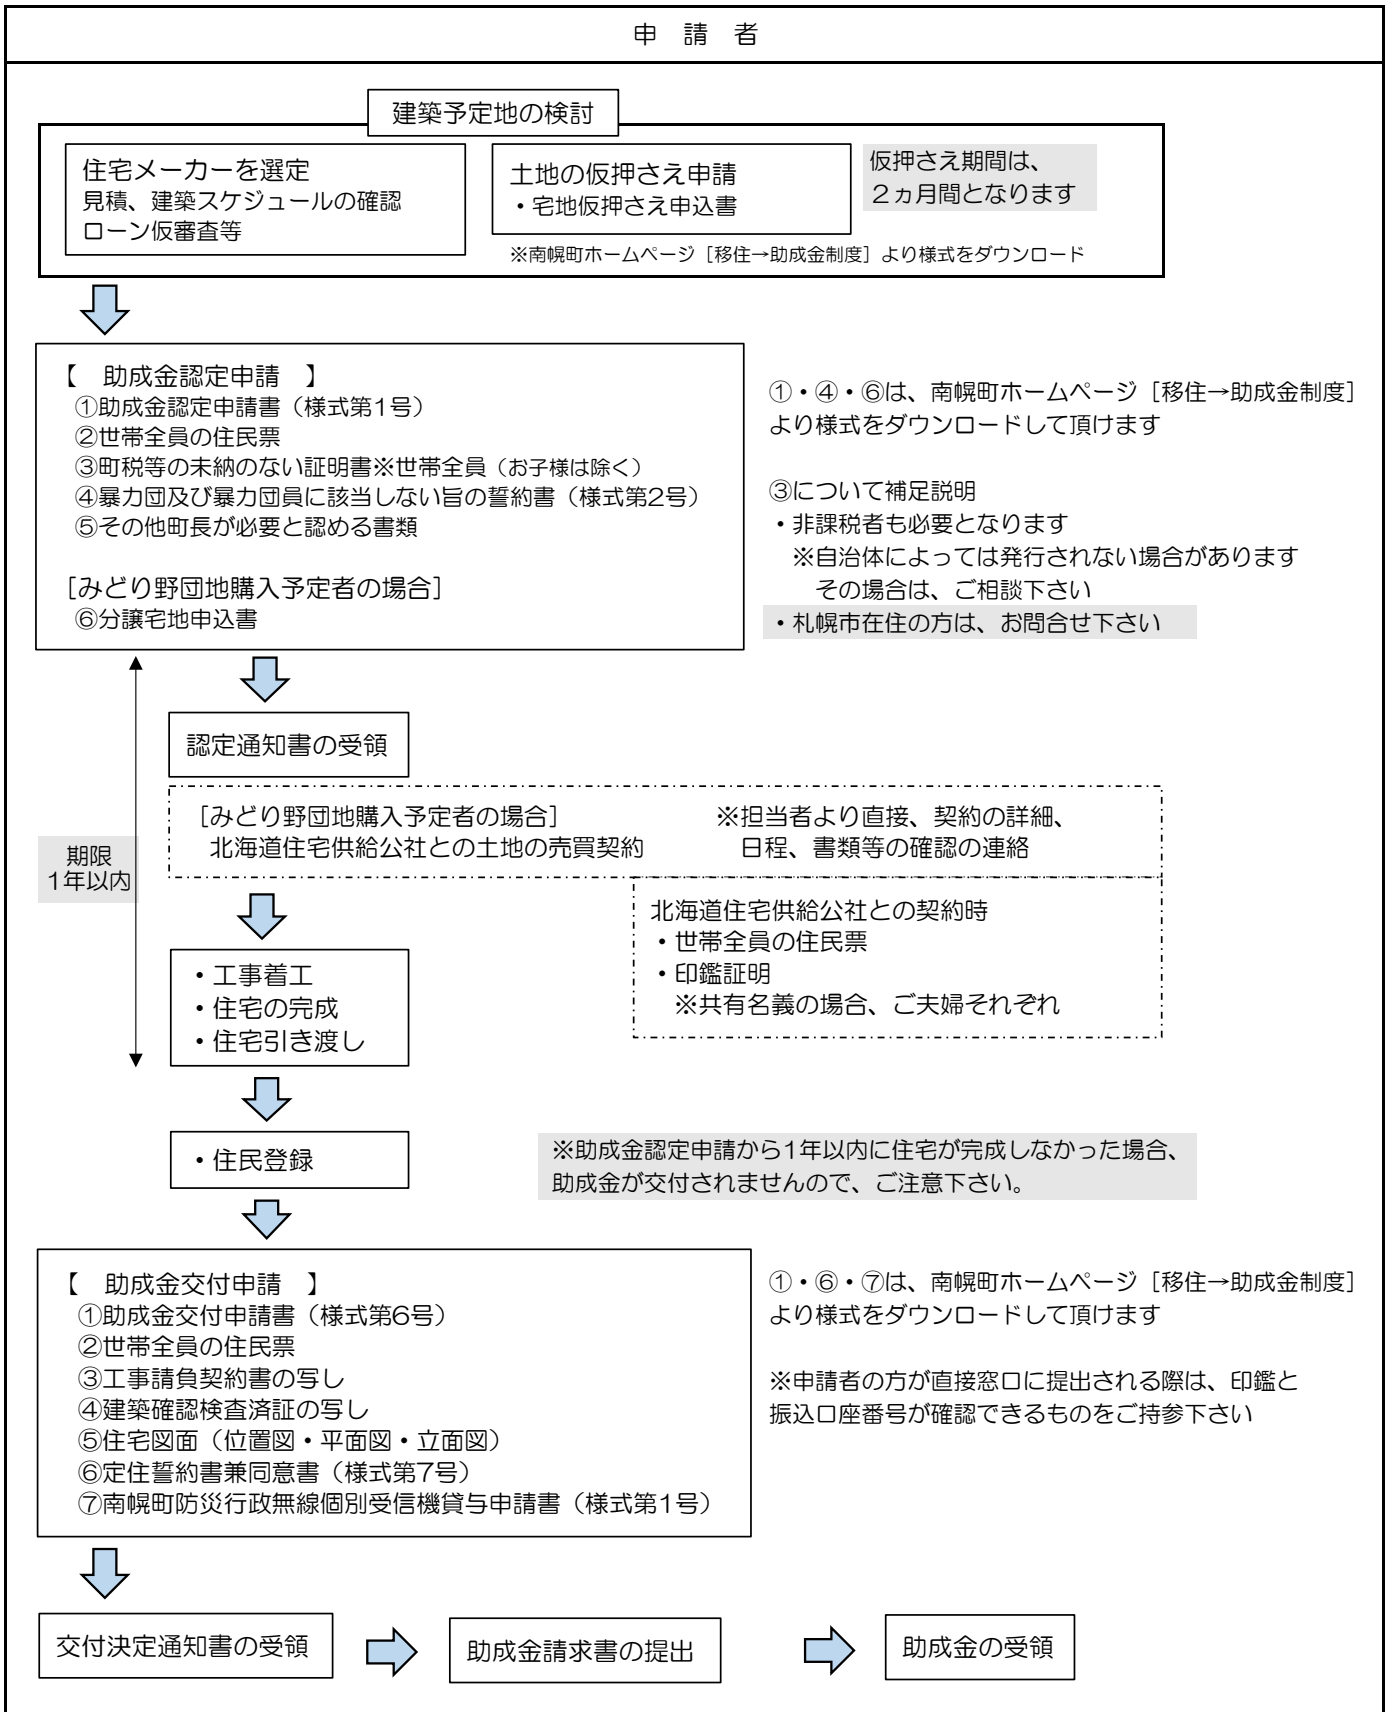 申　請　者
建築予定地の検討
住宅メーカーを選定
見積、建築スケジュールの確認
ローン仮審査等
土地の仮押さえ申請
・宅地仮押さえ申込書
仮押さえ期間は、
２ヵ月間となります
※南幌町ホームページ［移住→助成金制度］より様式をダウンロード
【　助成金認定申請　】
①助成金認定申請書（様式第1号）
②世帯全員の住民票
③町税等の未納のない証明書※世帯全員（お子様は除く）
④暴力団及び暴力団員に該当しない旨の誓約書（様式第2号）
⑤その他町長が必要と認める書類
［みどり野団地購入予定者の場合］
⑥分譲宅地申込書
①・④・⑥は、南幌町ホームページ［移住→助成金制度］
より様式をダウンロードして頂けます
③について補足説明
・非課税者も必要となります
※自治体によっては発行されない場合があります
その場合は、ご相談下さい
・札幌市在住の方は、お問合せ下さい
認定通知書の受領
［みどり野団地購入予定者の場合］
北海道住宅供給公社との土地の売買契約
※担当者より直接、契約の詳細、
日程、書類等の確認の連絡
期限
1年以内
北海道住宅供給公社との契約時
・世帯全員の住民票
・印鑑証明
※共有名義の場合、ご夫婦それぞれ
・工事着工
・住宅の完成
・住宅引き渡し
・住民登録
※助成金認定申請から1年以内に住宅が完成しなかった場合、
助成金が交付されませんので、ご注意下さい。
【　助成金交付申請　】
①助成金交付申請書（様式第6号）
②世帯全員の住民票
③工事請負契約書の写し
④建築確認検査済証の写し
⑤住宅図面（位置図・平面図・立面図）
⑥定住誓約書兼同意書（様式第7号）
⑦南幌町防災行政無線個別受信機貸与申請書（様式第1号）
①・⑥・⑦は、南幌町ホームページ［移住→助成金制度］
より様式をダウンロードして頂けます
※申請者の方が直接窓口に提出される際は、印鑑と
振込口座番号が確認できるものをご持参下さい
交付決定通知書の受領
助成金請求書の提出
助成金の受領